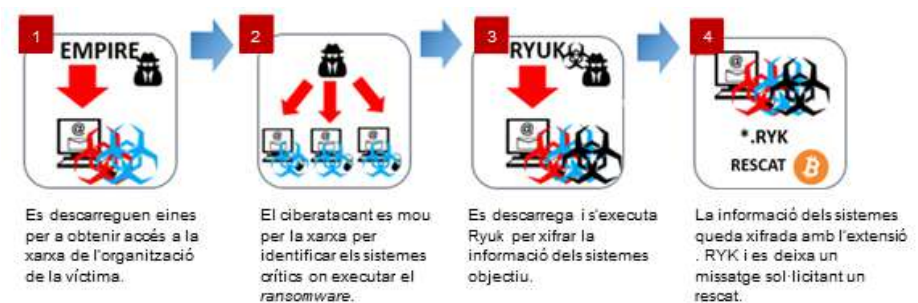 1
EMPIRE
@
Es descarreguen eines
per a obtenir accés a la
xarxa de l'organització
de la víctima.
2
@ @ @
El ciberatacant es mou
per la xarxa per
identificar els sistemes
crítics on executar el
ransomware.
3
RYUK
@
Es descarrega i s'executa
Ryuk per xifrar la
informació dels sistemes
objectiu.
4
@
*.RYK
RESCAT ₿
La informació dels sistemes
queda xifrada amb l'extensió
. RYK i es deixa un
missatge sol·licitant un
rescat.